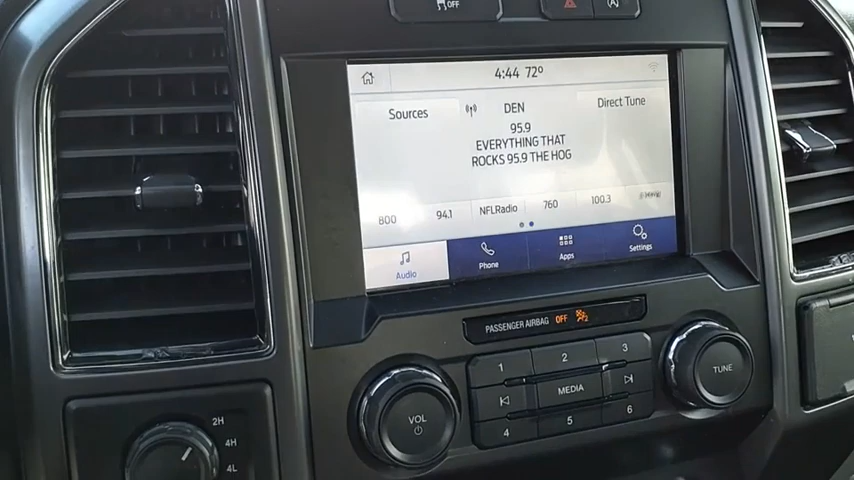 OFF
4:44 72º
Sources
DEN
Direct Tune
95.9
EVERYTHING THAT
ROCKS 95.9 THE HOG
800
94.1
NFLRadio
760
100.3
Audio
Phone
Apps
Settings
PASSENGER AIRBAG OFF
1
2
3
MEDIA
4
5
6
VOL
TUNE
2H
4H
4L